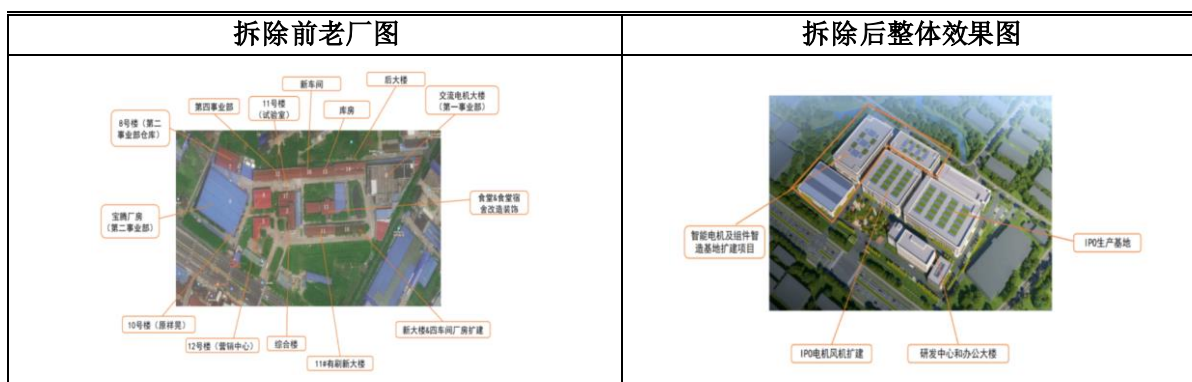 拆除前老厂图
拆除后整体效果图
新车间
后大楼
第四事业部
11号楼
(试验室)
库房
交流电机大楼
(第一事业部)
8号楼(第二
事业部仓库)
食堂&食堂宿
舍改造装饰
宝腾厂房
(第二事业部)
10号楼(原祥晃)
12号楼(营销中心)
综合楼
11#有刷新大楼
新大楼&四车间厂房扩建
智能电机及组件智
造基地扩建项目
IPO生产基地
IPO电机风机扩建
研发中心和办公大楼